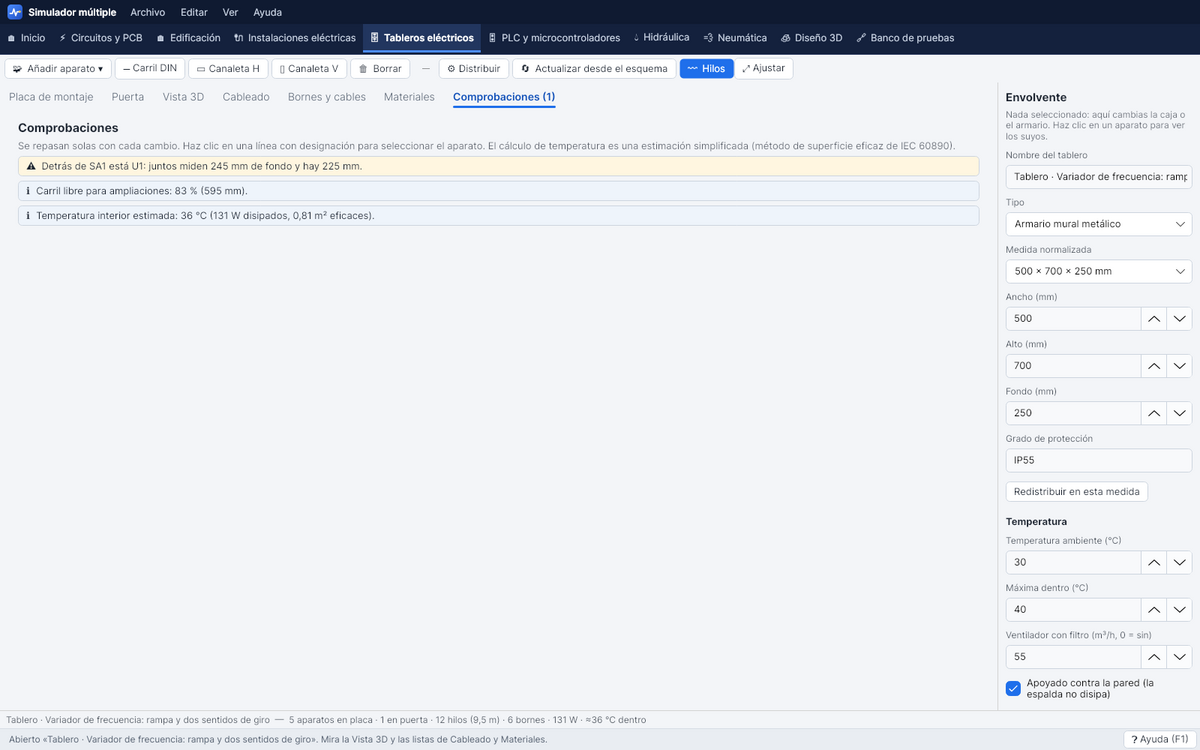 Simulador múltiple Archivo Editar Ver Ayuda
Inicio Circuitos y PCB Edificación Instalaciones eléctricas Tableros eléctricos PLC y microcontroladores Hidráulica Neumática Diseño 3D Banco de pruebas
Añadir aparato ▾ — Carril DIN Canaleta H Canaleta V Borrar — Distribuir Actualizar desde el esquema Hilos Ajustar
Placa de montaje Puerta Vista 3D Cableado Bornes y cables Materiales Comprobaciones (1)
Comprobaciones
Se repasan solas con cada cambio. Haz clic en una línea con designación para seleccionar el aparato. El cálculo de temperatura es una estimación simplificada (método de superficie eficaz de IEC 60890).
Detrás de SA1 está U1: juntos miden 245 mm de fondo y hay 225 mm.
Carril libre para ampliaciones: 83 % (595 mm).
Temperatura interior estimada: 36 °C (131 W disipados, 0,81 m² eficaces).
Envolvente
Nada seleccionado: aquí cambias la caja o
el armario. Haz clic en un aparato para ver
los suyos.
Nombre del tablero
Tablero · Variador de frecuencia: ramp
Tipo
Armario mural metálico
Medida normalizada
500 × 700 × 250 mm
Ancho (mm)
500
Alto (mm)
700
Fondo (mm)
250
Grado de protección
IP55
Redistribuir en esta medida
Temperatura
Temperatura ambiente (°C)
30
Máxima dentro (°C)
40
Ventilador con filtro (m³/h, 0 = sin)
55
Apoyado contra la pared (la
espalda no disipa)
Tablero · Variador de frecuencia: rampa y dos sentidos de giro — 5 aparatos en placa · 1 en puerta · 12 hilos (9,5 m) · 6 bornes · 131 W · ≈36 °C dentro
Abierto «Tablero · Variador de frecuencia: rampa y dos sentidos de giro». Mira la Vista 3D y las listas de Cableado y Materiales.
? Ayuda (F1)